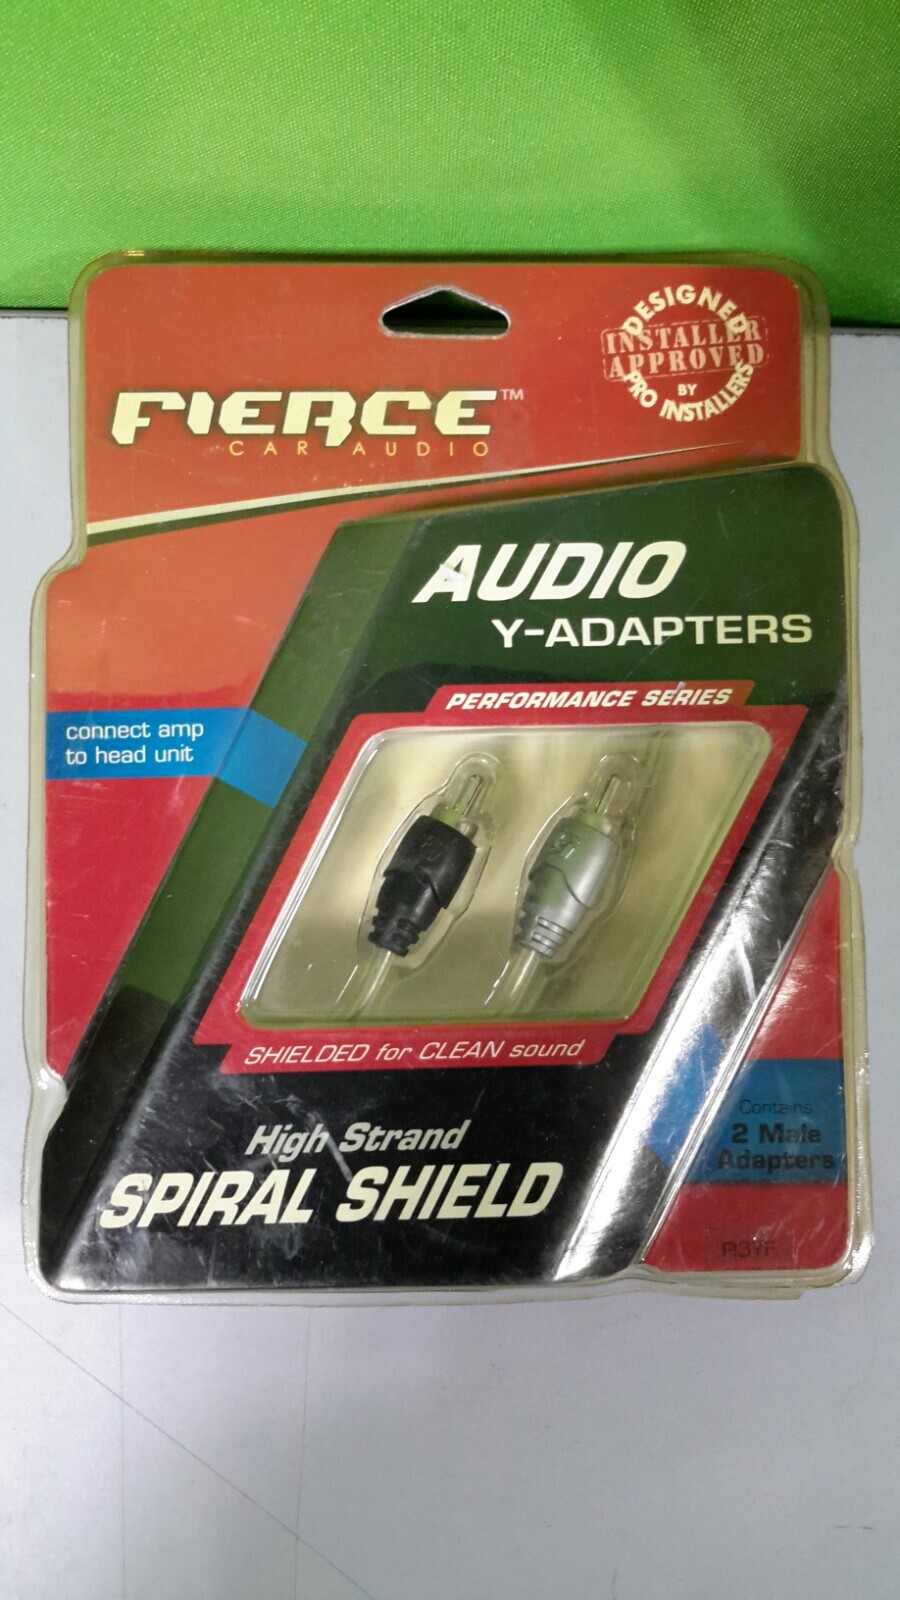 DESIGNED
INSTALLER
APPROVED
BY
PRO INSTALLERS
FIERCE™
CAR AUDIO
AUDIO
Y-ADAPTERS
PERFORMANCE SERIES
connect amp
to head unit
SHIELDED for CLEAN sound
High Strand
SPIRAL SHIELD
Contains
2 Male
Adapters
FI3YF